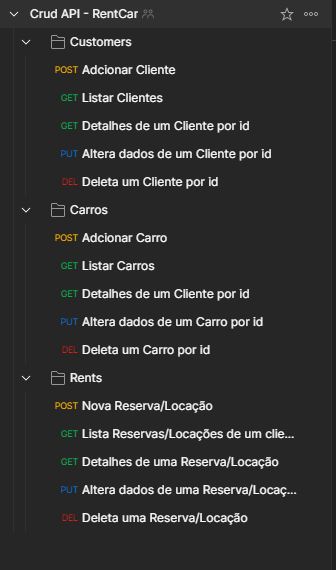 Crud API - RentCar
Customers
POST Adcionar Cliente
GET Listar Clientes
GET Detalhes de um Cliente por id
PUT Altera dados de um Cliente por id
DEL Deleta um Cliente por id
Carros
POST Adcionar Carro
GET Listar Carros
GET Detalhes de um Cliente por id
PUT Altera dados de um Carro por id
DEL Deleta um Carro por id
Rents
POST Nova Reserva/Locação
GET Lista Reservas/Locações de um clie...
GET Detalhes de uma Reserva/Locação
PUT Altera dados de uma Reserva/Locaç...
DEL Deleta uma Reserva/Locação